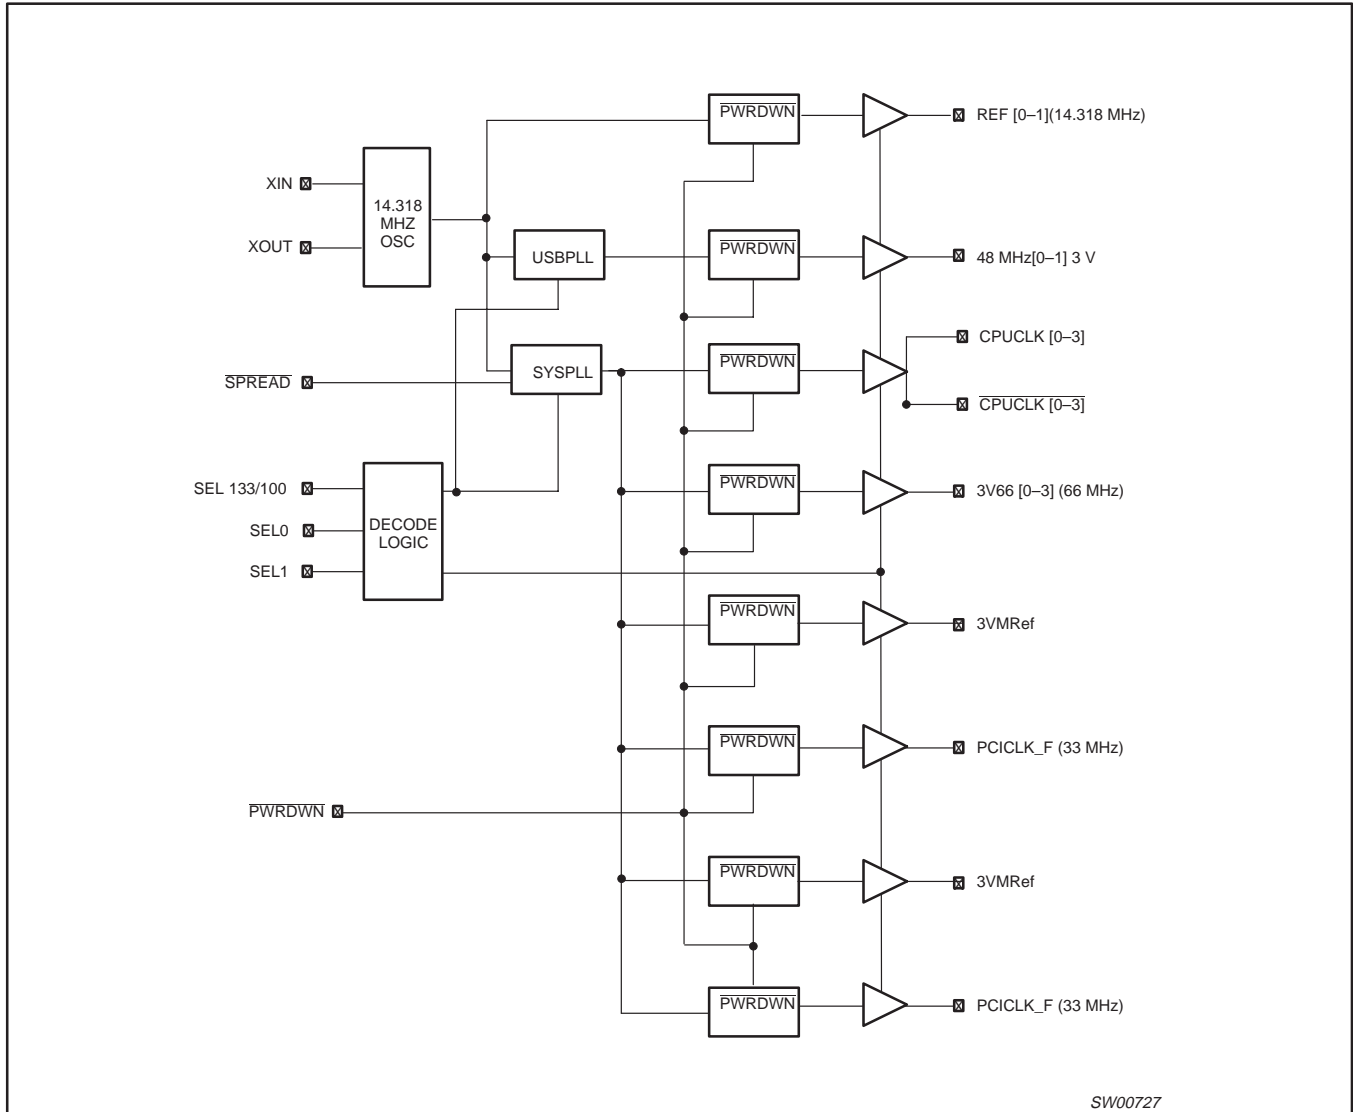 PWRDWN
REF [0–1](14.318 MHz)
XIN
14.318
MHZ
OSC
XOUT
USBPLL
PWRDWN
48 MHz[0–1] 3 V
CPUCLK [0–3]
SYSPLL
PWRDWN
SPREAD
CPUCLK [0–3]
SEL 133/100
PWRDWN
3V66 [0–3] (66 MHz)
SEL0
DECODE
LOGIC
SEL1
PWRDWN
3VMRef
PWRDWN
PCICLK_F (33 MHz)
PWRDWN
PWRDWN
3VMRef
PWRDWN
PCICLK_F (33 MHz)
SW00727